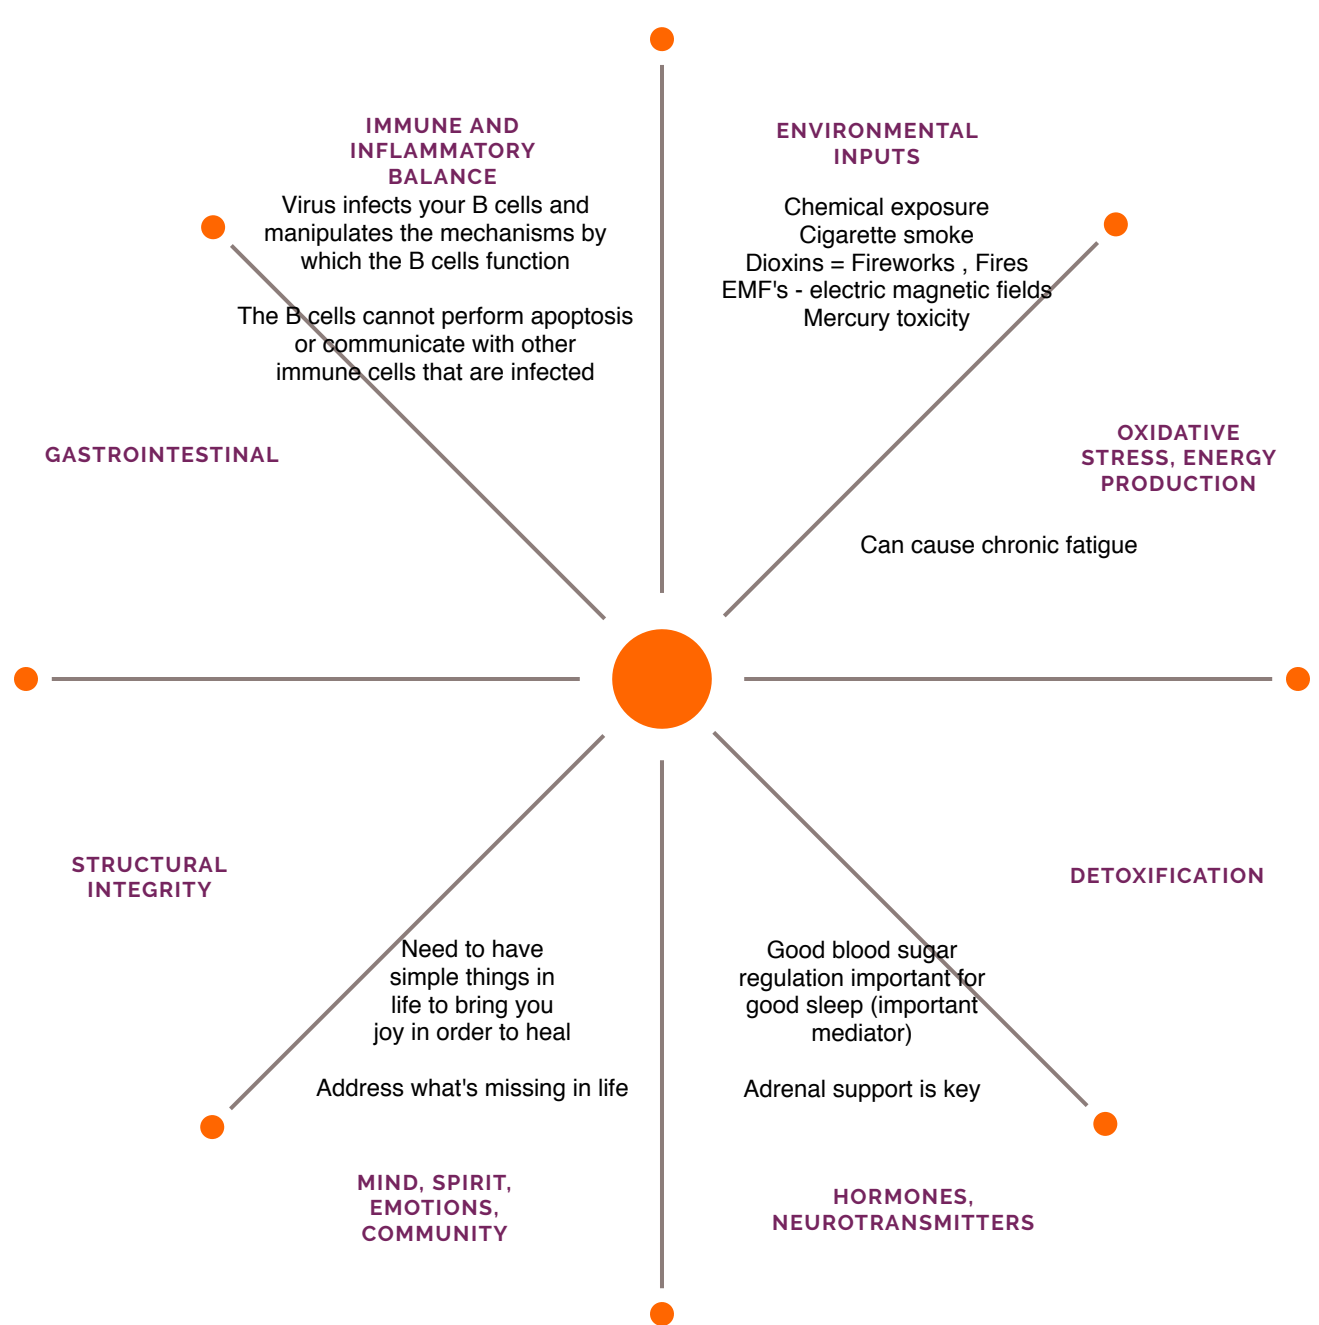 IMMUNE AND
INFLAMMATORY
BALANCE
Virus infects your B cells and
manipulates the mechanisms by
which the B cells function
The B cells cannot perform apoptosis
or communicate with other
immune cells that are infected
ENVIRONMENTAL
INPUTS
Chemical exposure
Cigarette smoke
Dioxins = Fireworks , Fires
EMF's - electric magnetic fields
Mercury toxicity
GASTROINTESTINAL
OXIDATIVE
STRESS, ENERGY
PRODUCTION
Can cause chronic fatigue
STRUCTURAL
INTEGRITY
DETOXIFICATION
Need to have
simple things in
life to bring you
joy in order to heal
Address what's missing in life
MIND, SPIRIT,
EMOTIONS,
COMMUNITY
Good blood sugar
regulation important for
good sleep (important
mediator)
Adrenal support is key
HORMONES,
NEUROTRANSMITTERS